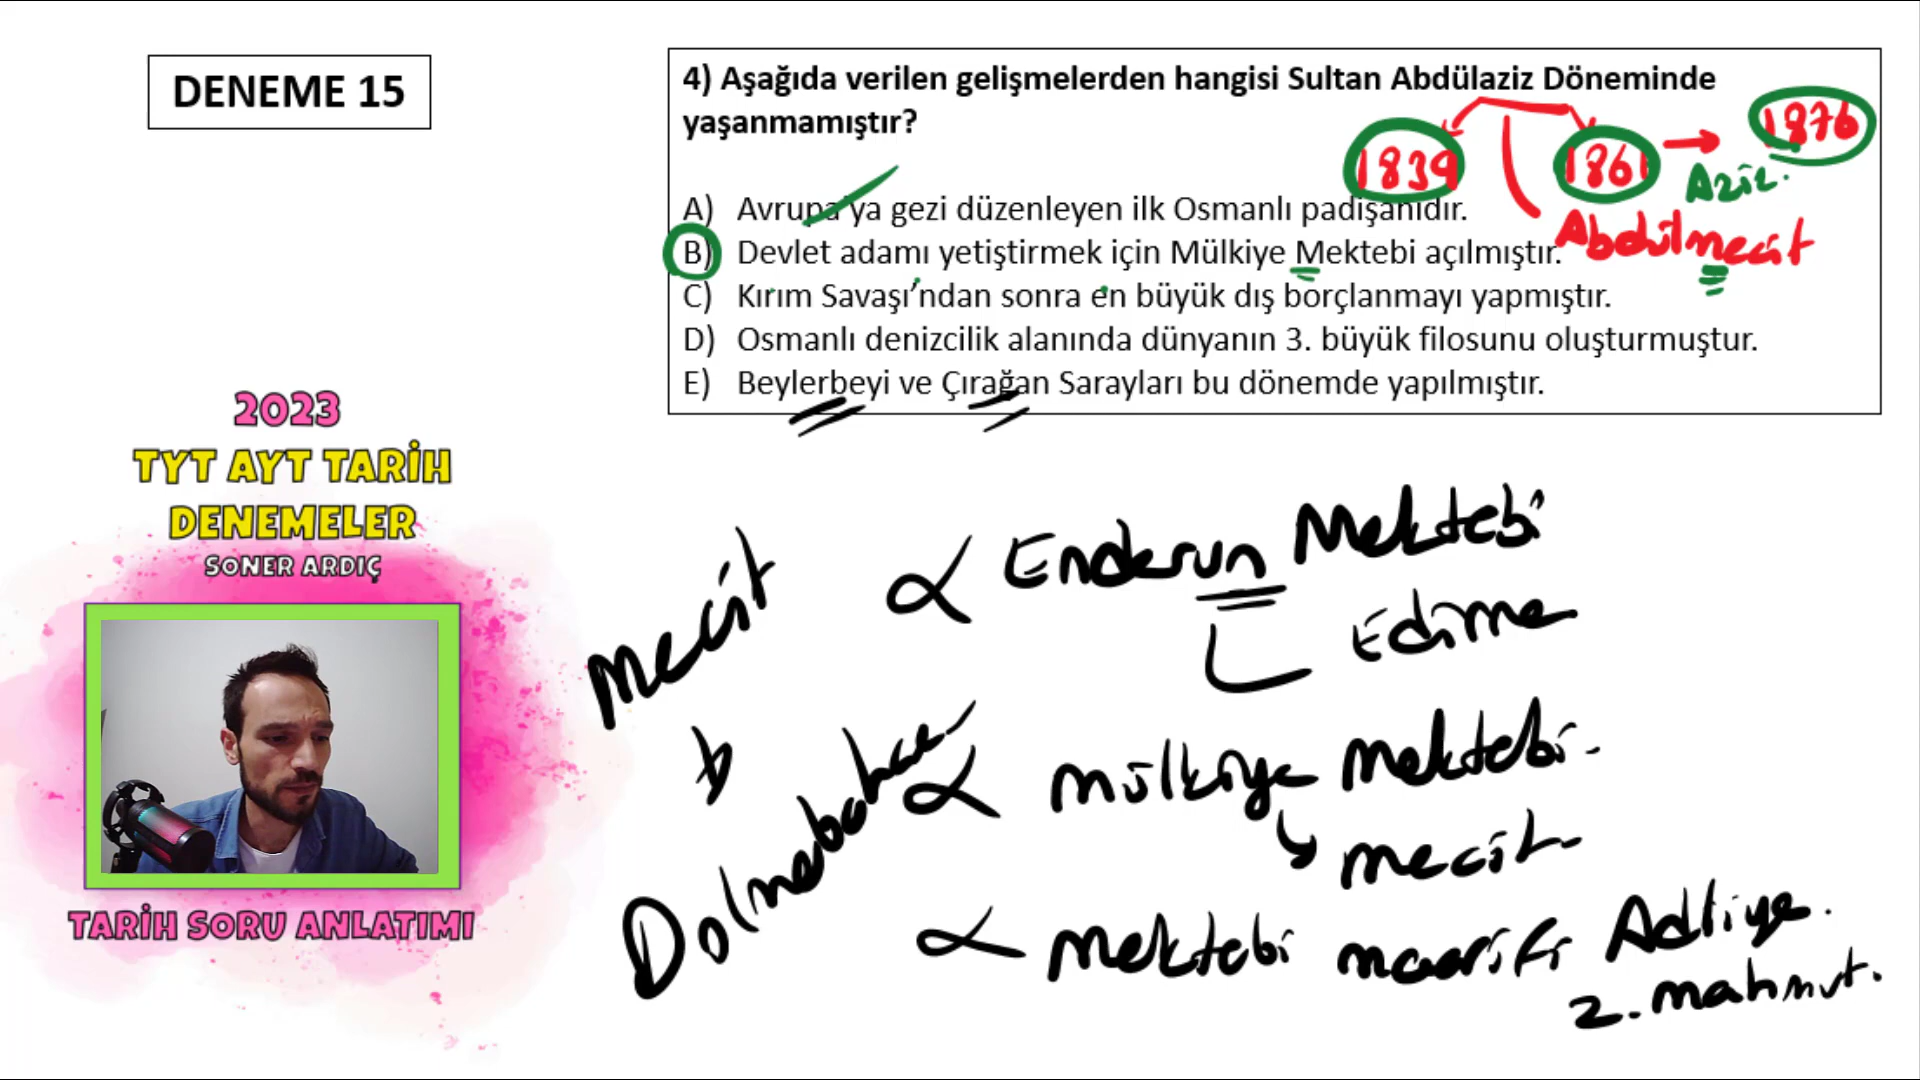 DENEME 15
4) Aşağıda verilen gelişmelerden hangisi Sultan Abdülaziz Döneminde
yaşanmamıştır?
1839
1861
1876
Aziz.
A) Avrupa'ya gezi düzenleyen ilk Osmanlı padişahıdır.
Abdülmecit
B) Devlet adamı yetiştirmek için Mülkiye Mektebi açılmıştır.
C) Kırım Savaşı'ndan sonra en büyük dış borçlanmayı yapmıştır.
D) Osmanlı denizcilik alanında dünyanın 3. büyük filosunu oluşturmuştur.
E) Beylerbeyi ve Çırağan Sarayları bu dönemde yapılmıştır.
2023
TYT AYT TARİH
DENEMELER
SONER ARDIÇ
TARİH SORU ANLATIMI
Mecit
Dolmabahçe
Enderun Mektebi
Edirne
Mülkiye Mektebi
Mecit
Mektebi maarifi Adliye.
2. Mahmut.